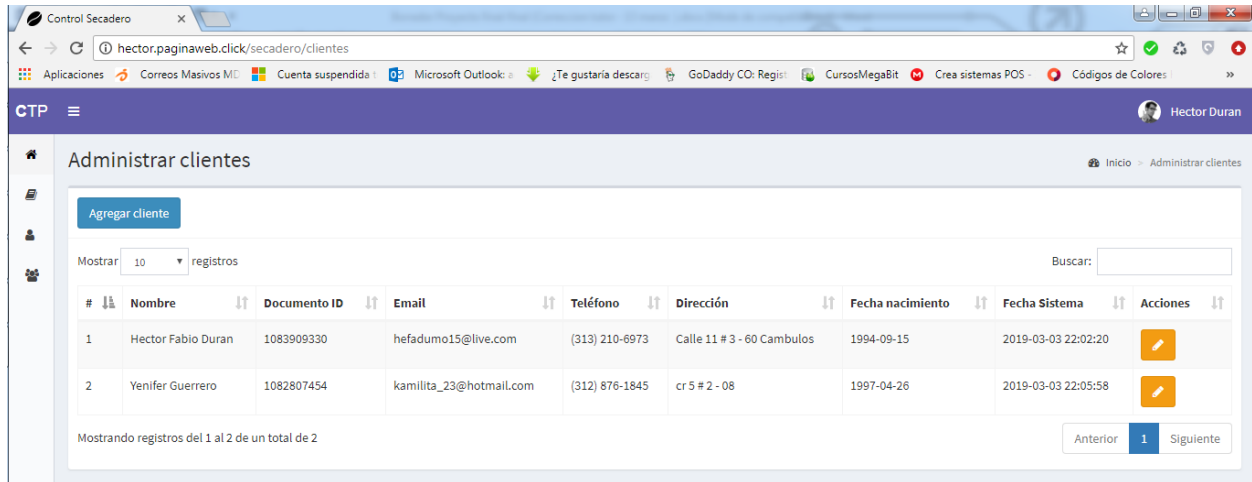 Control Secadero
hector.paginaweb.click/secadero/clientes
Aplicaciones Correos Masivos MD Cuenta suspendida Microsoft Outlook: ¿Te gustaría descarg GoDaddy CO: Regist CursosMegaBit Crea sistemas POS - Códigos de Colores »
CTP Hector Duran
Administrar clientes Inicio > Administrar clientes
Agregar cliente
Mostrar 10 registros Buscar:
# Nombre Documento ID Email Teléfono Dirección Fecha nacimiento Fecha Sistema Acciones
1 Hector Fabio Duran 1083909330 hefadumo15@live.com (313) 210-6973 Calle 11 # 3 - 60 Cambulos 1994-09-15 2019-03-03 22:02:20
2 Yenifer Guerrero 1082807454 kamilita_23@hotmail.com (312) 876-1845 cr 5 # 2 - 08 1997-04-26 2019-03-03 22:05:58
Mostrando registros del 1 al 2 de un total de 2 Anterior 1 Siguiente